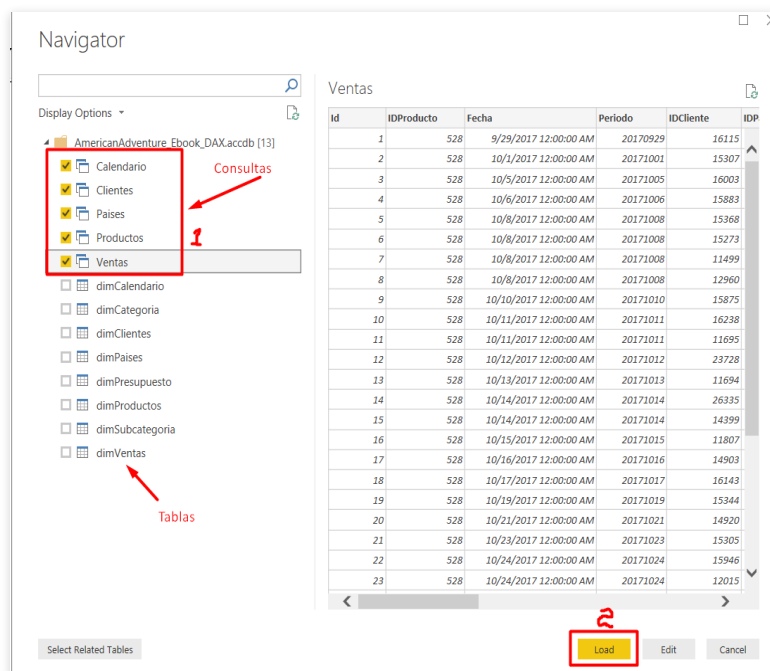 Navigator
Display Options
AmericanAdventure_Ebook_DAX.accdb [13]
Calendario
Clientes
Paises
Productos
Ventas
dimCalendario
dimCategoria
dimClientes
dimPaises
dimPresupuesto
dimProductos
dimSubcategoria
dimVentas
Consultas
1
Tablas
Ventas
Id IDProducto Fecha Periodo IDCliente IDP
1 528 9/29/2017 12:00:00 AM 20170929 16115
2 528 10/1/2017 12:00:00 AM 20171001 15307
3 528 10/5/2017 12:00:00 AM 20171005 16003
4 528 10/6/2017 12:00:00 AM 20171006 15883
5 528 10/8/2017 12:00:00 AM 20171008 15368
6 528 10/8/2017 12:00:00 AM 20171008 15273
7 528 10/8/2017 12:00:00 AM 20171008 11499
8 528 10/8/2017 12:00:00 AM 20171008 12960
9 528 10/10/2017 12:00:00 AM 20171010 15875
10 528 10/11/2017 12:00:00 AM 20171011 16238
11 528 10/11/2017 12:00:00 AM 20171011 11695
12 528 10/12/2017 12:00:00 AM 20171012 23728
13 528 10/13/2017 12:00:00 AM 20171013 11694
14 528 10/14/2017 12:00:00 AM 20171014 26335
15 528 10/14/2017 12:00:00 AM 20171014 14399
16 528 10/15/2017 12:00:00 AM 20171015 11807
17 528 10/16/2017 12:00:00 AM 20171016 14903
18 528 10/17/2017 12:00:00 AM 20171017 16143
19 528 10/19/2017 12:00:00 AM 20171019 15344
20 528 10/21/2017 12:00:00 AM 20171021 14920
21 528 10/23/2017 12:00:00 AM 20171023 15305
22 528 10/24/2017 12:00:00 AM 20171024 15946
23 528 10/24/2017 12:00:00 AM 20171024 12015
2
Select Related Tables
Load Edit Cancel